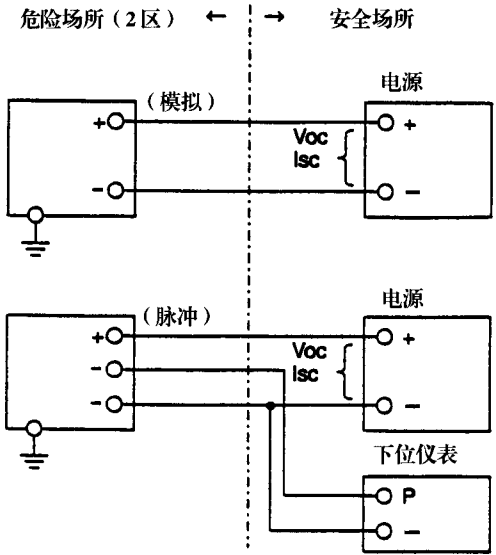 危险场所（2区） ← → 安全场所
电源
（模拟）
+ +
Voc
Isc
− −
电源
（脉冲）
+ +
−
Voc
Isc
− −
下位仪表
P
−